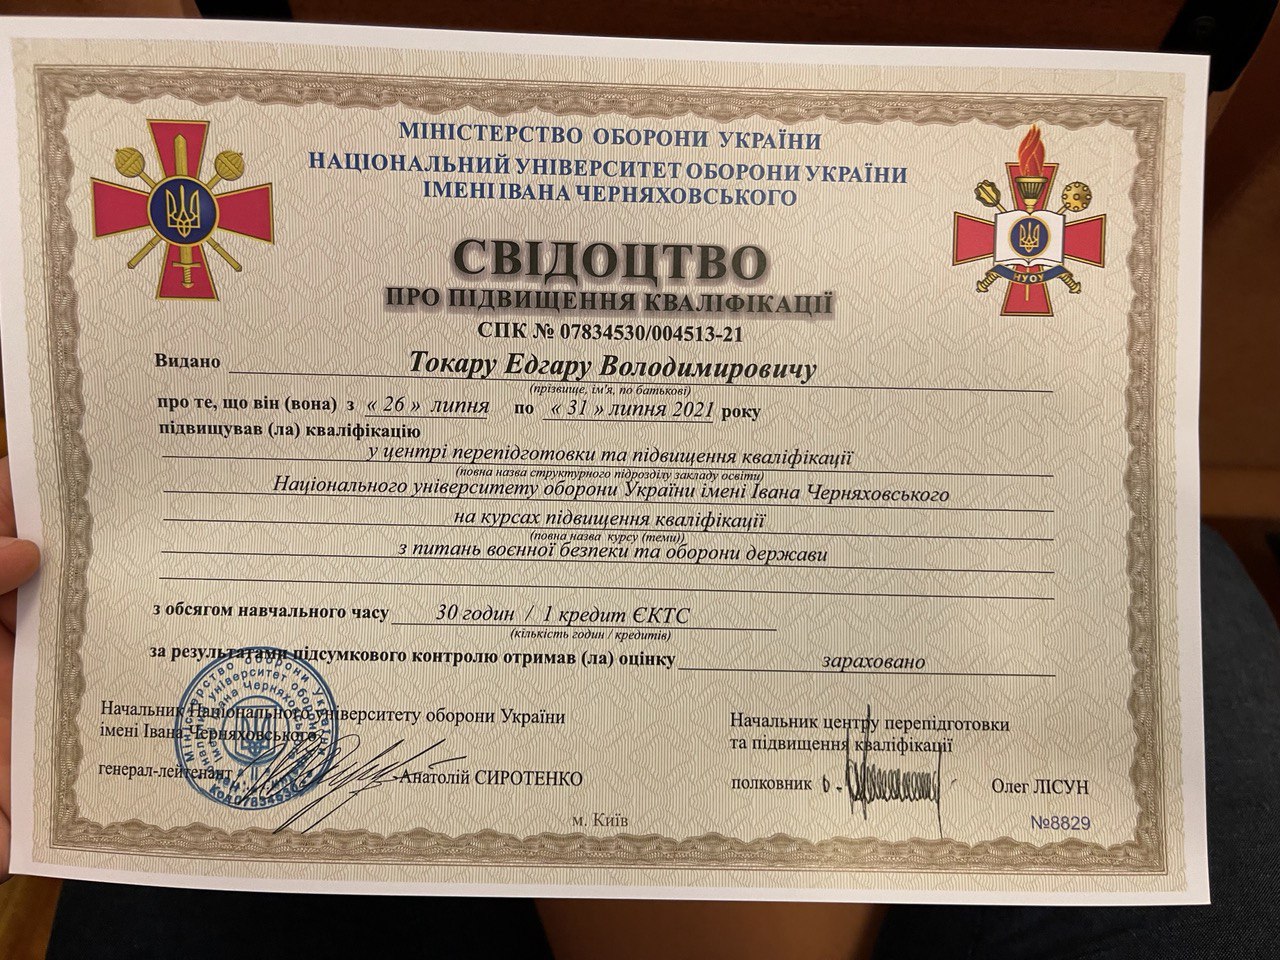 МІНІСТЕРСТВО ОБОРОНИ УКРАЇНИ
НАЦІОНАЛЬНИЙ УНІВЕРСИТЕТ ОБОРОНИ УКРАЇНИ
ІМЕНІ ІВАНА ЧЕРНЯХОВСЬКОГО
НУОУ
СВІДОЦТВО
ПРО ПІДВИЩЕННЯ КВАЛІФІКАЦІЇ
СПК № 07834530/004513-21
Видано Токару Едгару Володимировичу
(прізвище, ім'я, по батькові)
про те, що він (вона) з « 26 » липня по « 31 » липня 2021 року
підвищував (ла) кваліфікацію
у центрі перепідготовки та підвищення кваліфікації
(повна назва структурного підрозділу закладу освіти)
Національного університету оборони України імені Івана Черняховського
на курсах підвищення кваліфікації
(повна назва курсу (теми))
з питань воєнної безпеки та оборони держави
з обсягом навчального часу 30 годин / 1 кредит ЄКТС
(кількість годин / кредитів)
за результатами підсумкового контролю отримав (ла) оцінку зараховано
Начальник Національного університету оборони України
імені Івана Черняховського
генерал-лейтенант Анатолій СИРОТЕНКО
Начальник центру перепідготовки
та підвищення кваліфікації
полковник Олег ЛІСУН
м. Київ
№8829